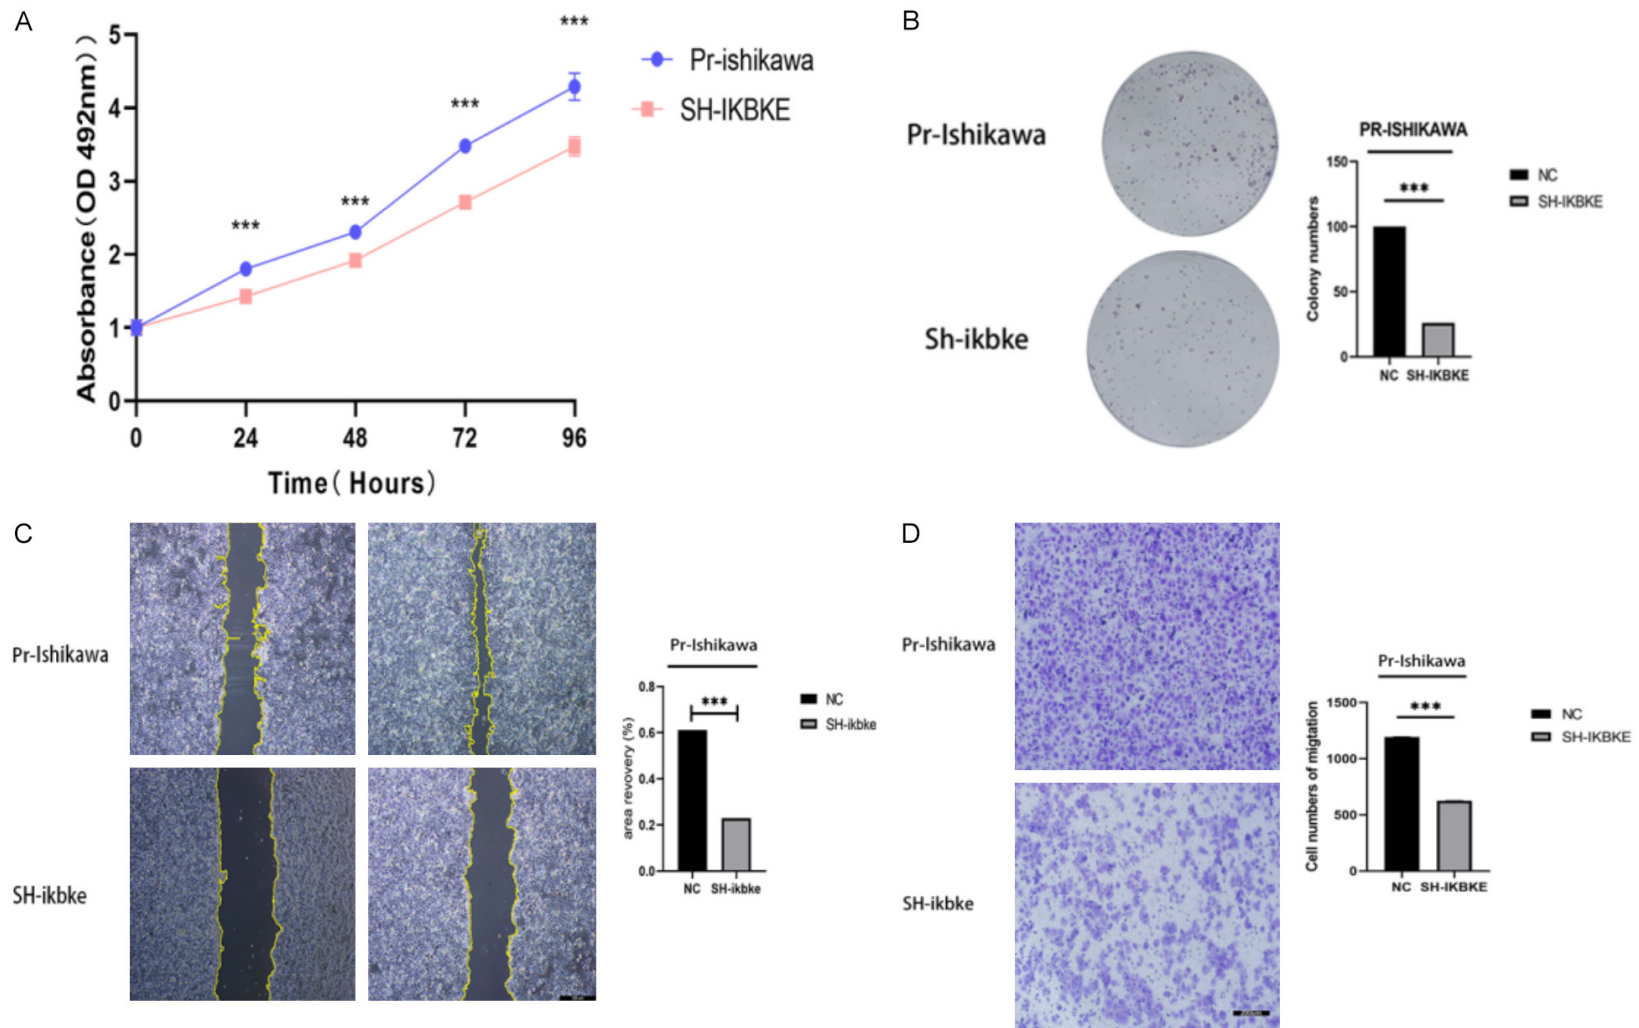 A
Absorbance(OD 492nm))
5
4
3
2
1
0
***
***
***
***
0 24 48 72 96
Time( Hours)
Pr-ishikawa
SH-IKBKE
B
Pr-Ishikawa
Sh-ikbke
PR-ISHIKAWA
***
Colony numbers
150
100
50
0
NC SH-IKBKE
NC
SH-IKBKE
C
Pr-Ishikawa
SH-ikbke
Pr-Ishikawa
***
area revovery (%)
0.8
0.6
0.4
0.2
0.0
NC SH-ikbke
NC
SH-ikbke
D
Pr-Ishikawa
SH-ikbke
Pr-Ishikawa
***
Cell numbers of migtation
1500
1000
500
0
NC SH-IKBKE
NC
SH-IKBKE